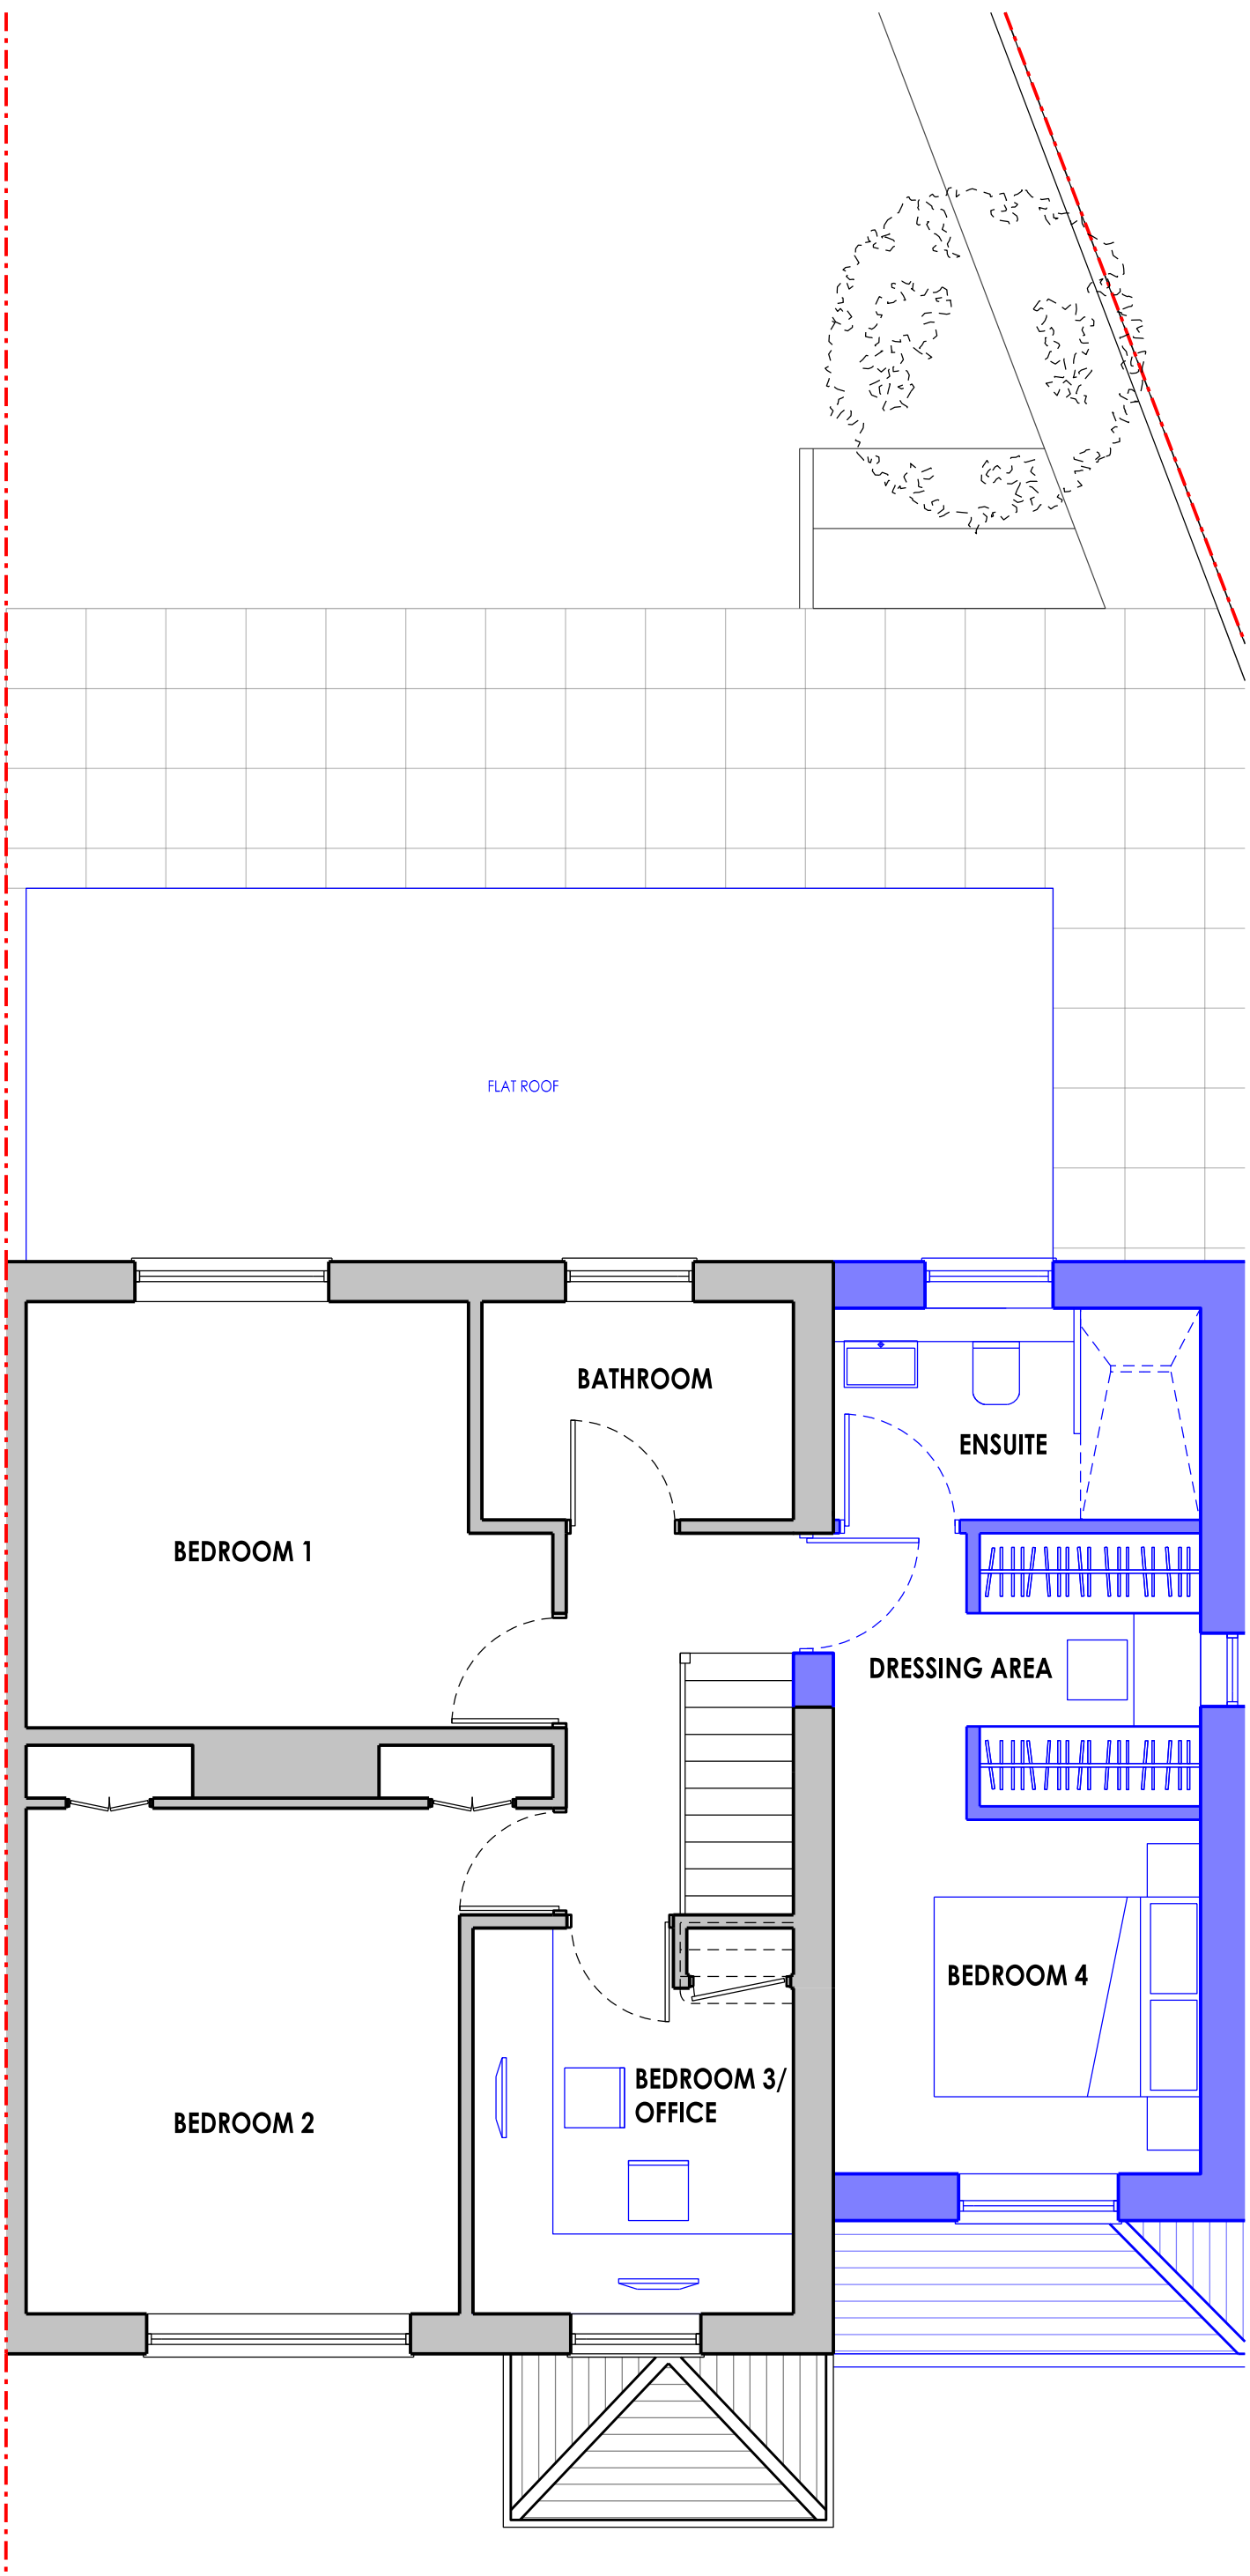 FLAT ROOF
BATHROOM
ENSUITE
BEDROOM 1
DRESSING AREA
BEDROOM 4
BEDROOM 3/
OFFICE
BEDROOM 2